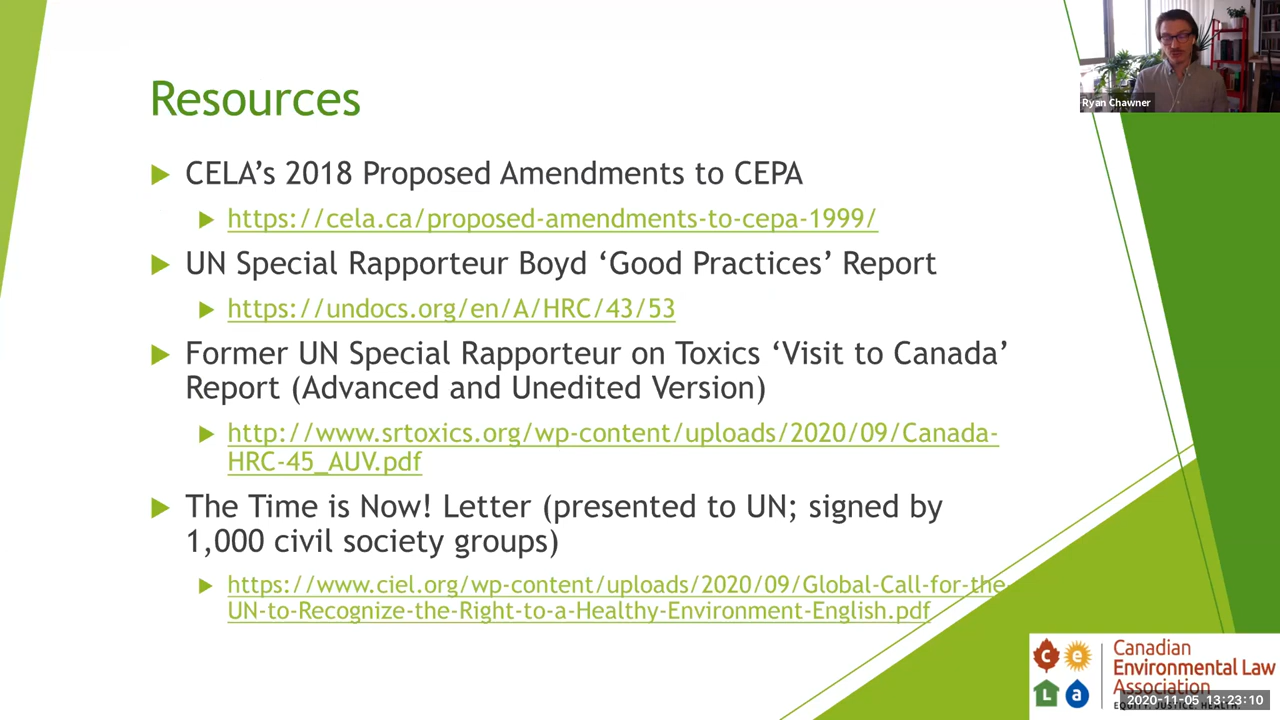 Resources
CELA’s 2018 Proposed Amendments to CEPA
https://cela.ca/proposed-amendments-to-cepa-1999/
UN Special Rapporteur Boyd ‘Good Practices’ Report
https://undocs.org/en/A/HRC/43/53
Former UN Special Rapporteur on Toxics ‘Visit to Canada’
Report (Advanced and Unedited Version)
http://www.srtoxics.org/wp-content/uploads/2020/09/Canada-
HRC-45_AUV.pdf
The Time is Now! Letter (presented to UN; signed by
1,000 civil society groups)
https://www.ciel.org/wp-content/uploads/2020/09/Global-Call-for-the-
UN-to-Recognize-the-Right-to-a-Healthy-Environment-English.pdf
Ryan Chawner
C e
L a
Canadian
Environmental Law
Association
EQUITY. JUSTICE. HEALTH.
2020-11-05 13:23:10